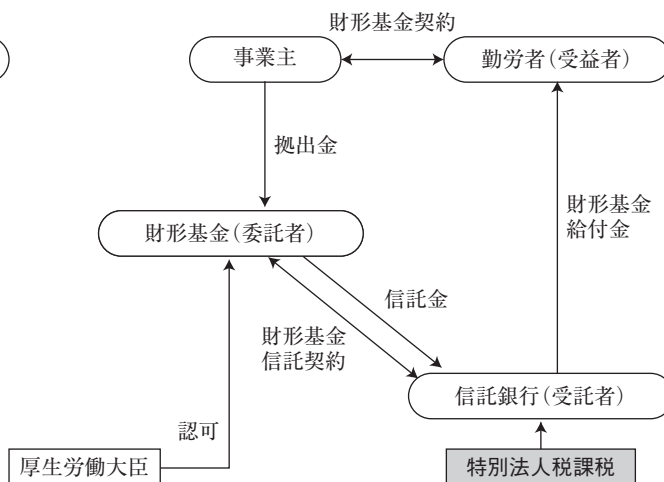 財形基金契約
事業主
勤労者(受益者)
拠出金
財形基金
給付金
財形基金(委託者)
信託金
財形基金
信託契約
信託銀行(受託者)
認可
厚生労働大臣
特別法人税課税